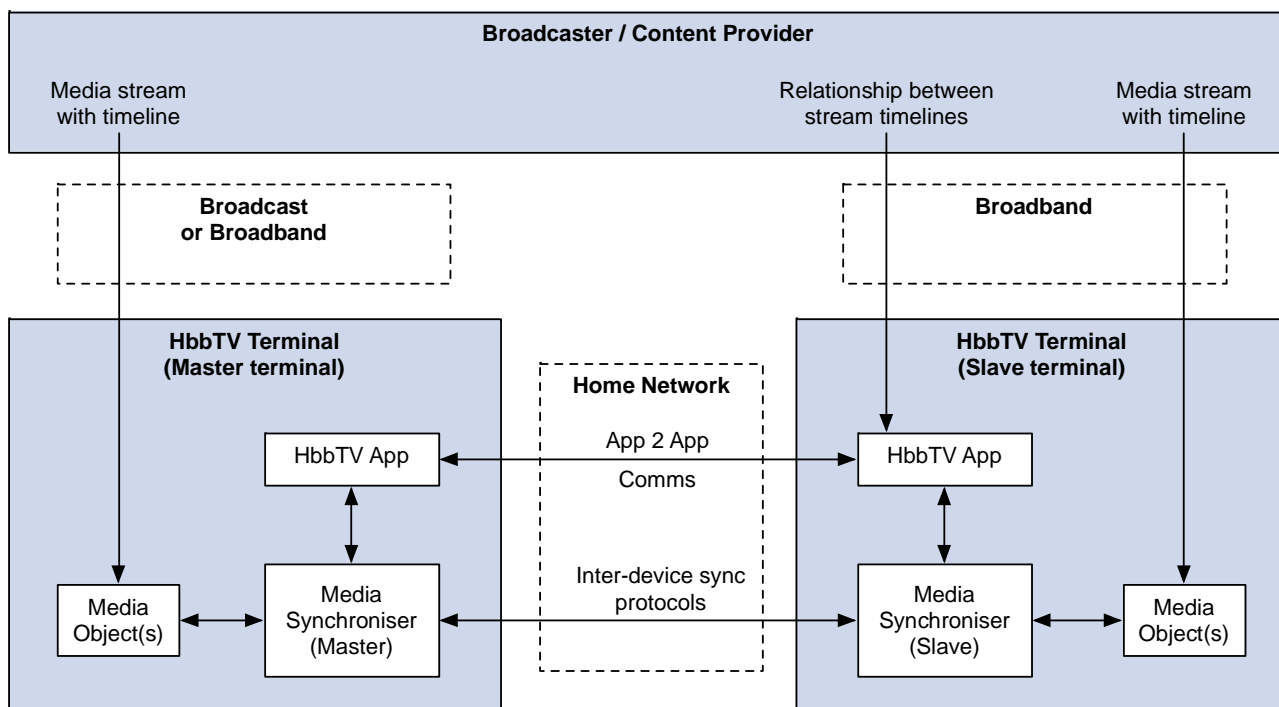 Broadcaster / Content Provider
Media stream
with timeline
Relationship between
stream timelines
Media stream
with timeline
Broadcast
or Broadband
Broadband
HbbTV Terminal
(Master terminal)
Home Network
HbbTV Terminal
(Slave terminal)
HbbTV App
App 2 App
Comms
HbbTV App
Media
Object(s)
Media
Synchroniser
(Master)
Inter-device sync
protocols
Media
Synchroniser
(Slave)
Media
Object(s)